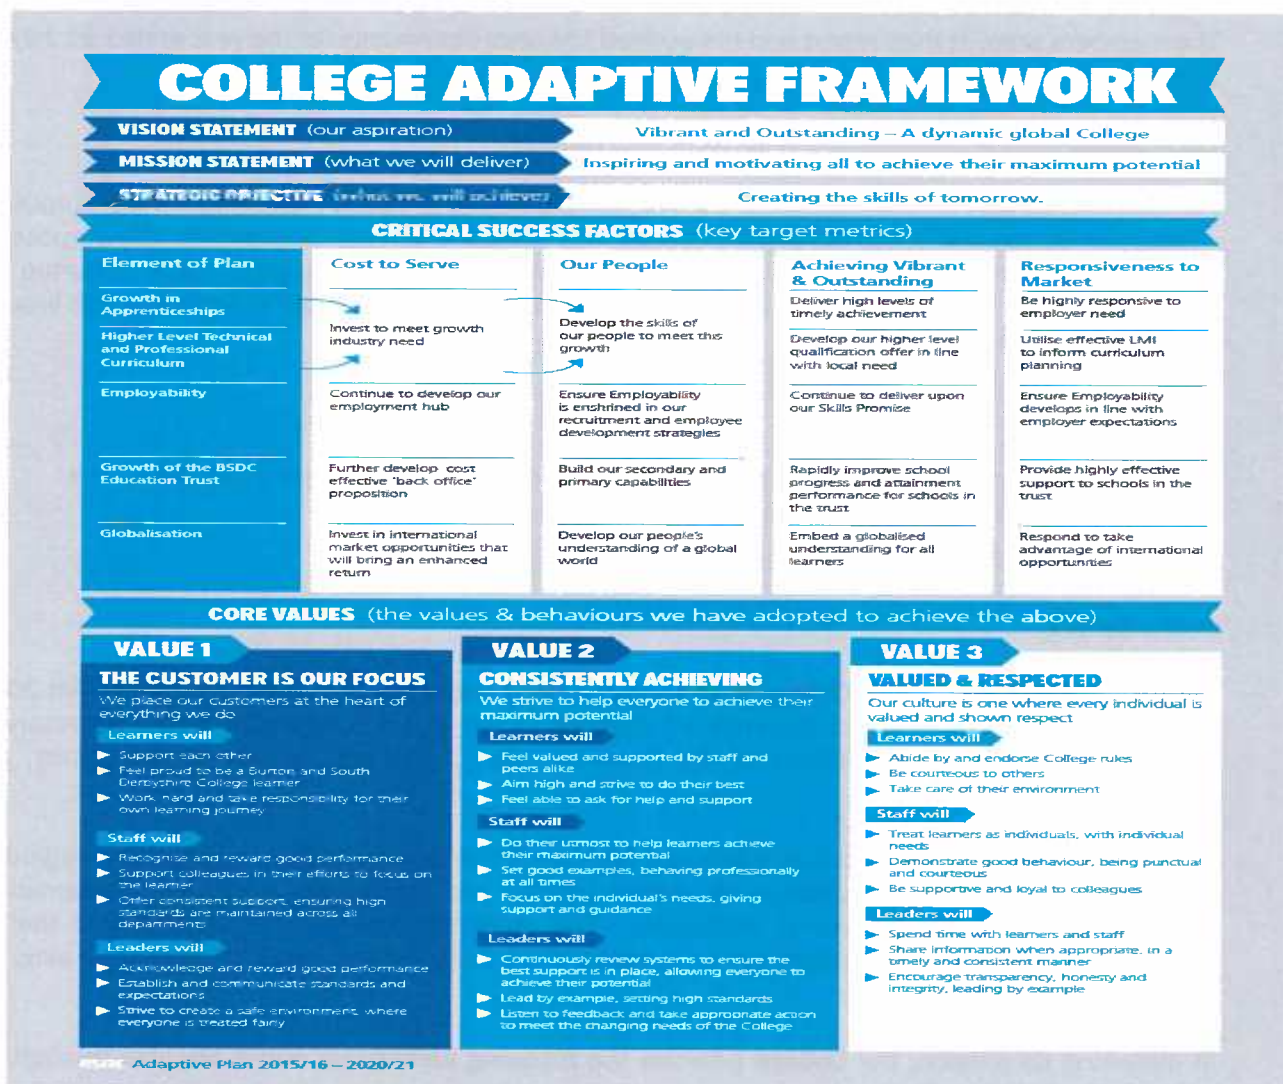 COLLEGE ADAPTIVE FRAMEWORK
VISION STATEMENT (our aspiration)
Vibrant and Outstanding – A dynamic global College
MISSION STATEMENT (what we will deliver)
Inspiring and motivating all to achieve their maximum potential
STRATEGIC OBJECTIVE (what we will achieve)
Creating the skills of tomorrow.
CRITICAL SUCCESS FACTORS (key target metrics)
Element of Plan
Cost to Serve
Our People
Achieving Vibrant
& Outstanding
Responsiveness to
Market
Growth in
Apprenticeships
Higher Level Technical
and Professional
Curriculum
Invest to meet growth
industry need
Develop the skills of
our people to meet this
growth
Deliver high levels of
timely achievement
Be highly responsive to
employer need
Develop our higher level
qualification offer in line
with local need
Utilise effective LMI
to inform curriculum
planning
Employability
Continue to develop our
employment hub
Ensure Employability
is enshrined in our
recruitment and employee
development strategies
Continue to deliver upon
our Skills Promise
Ensure Employability
develops in line with
employer expectations
Growth of the BSDC
Education Trust
Further develop cost
effective 'back office'
proposition
Build our secondary and
primary capabilities
Rapidly improve school
progress and attainment
performance for schools in
the trust
Provide highly effective
support to schools in the
trust
Globalisation
Invest in international
market opportunities that
will bring an enhanced
return
Develop our people's
understanding of a global
world
Embed a globalised
understanding for all
learners
Respond to take
advantage of international
opportunities
CORE VALUES (the values & behaviours we have adopted to achieve the above)
VALUE 1
THE CUSTOMER IS OUR FOCUS
We place our customers at the heart of
everything we do
Learners will
Support each other
Feel proud to be a Burton and South
Derbyshire College learner
Work hard and take responsibility for their
own learning journey
Staff will
Recognise and reward good performance
Support colleagues in their efforts to focus on
the learner
Offer consistent support, ensuring high
standards are maintained across all
departments
Leaders will
Acknowledge and reward good performance
Establish and communicate standards and
expectations
Strive to create a safe environment, where
everyone is treated fairly
VALUE 2
CONSISTENTLY ACHIEVING
We strive to help everyone to achieve their
maximum potential
Learners will
Feel valued and supported by staff and
peers alike
Aim high and strive to do their best
Feel able to ask for help and support
Staff will
Do their utmost to help learners achieve
their maximum potential
Set good examples, behaving professionally
at all times
Focus on the individual's needs, giving
support and guidance
Leaders will
Continuously review systems to ensure the
best support is in place, allowing everyone to
achieve their potential
Lead by example, setting high standards
Listen to feedback and take appropriate action
to meet the changing needs of the College
VALUE 3
VALUED & RESPECTED
Our culture is one where every individual is
valued and shown respect
Learners will
Abide by and endorse College rules
Be courteous to others
Take care of their environment
Staff will
Treat learners as individuals, with individual
needs
Demonstrate good behaviour, being punctual
and courteous
Be supportive and loyal to colleagues
Leaders will
Spend time with learners and staff
Share information when appropriate, in a
timely and consistent manner
Encourage transparency, honesty and
integrity, leading by example
Adaptive Plan 2015/16 – 2020/21